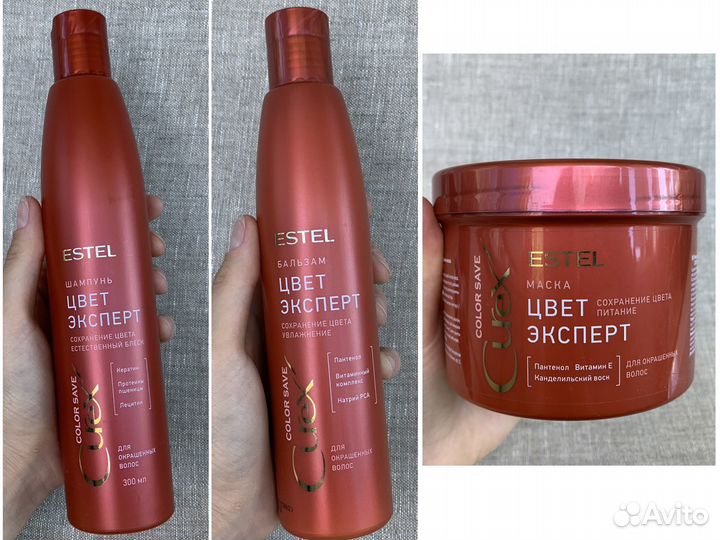 ESTEL
ШАМПУНЬ
ЦВЕТ
ЭКСПЕРТ
СОХРАНЕНИЕ ЦВЕТА
ЕСТЕСТВЕННЫЙ БЛЕСК
Кератин
Протеины
пшеницы
Лецитин
COLOR SAVE
Curex
ДЛЯ
ОКРАШЕННЫХ
ВОЛОС
300 мл
ESTEL
БАЛЬЗАМ
ЦВЕТ
ЭКСПЕРТ
СОХРАНЕНИЕ ЦВЕТА
УВЛАЖНЕНИЕ
Пантенол
Витаминный
комплекс
Натрий PCA
COLOR SAVE
Curex
ДЛЯ
ОКРАШЕННЫХ
ВОЛОС
ESTEL
МАСКА
ЦВЕТ СОХРАНЕНИЕ ЦВЕТА
ПИТАНИЕ
ЭКСПЕРТ
Пантенол Витамин Е
Канделильский воск
ДЛЯ ОКРАШЕННЫХ
ВОЛОС
COLOR SAVE
Curex
Avito